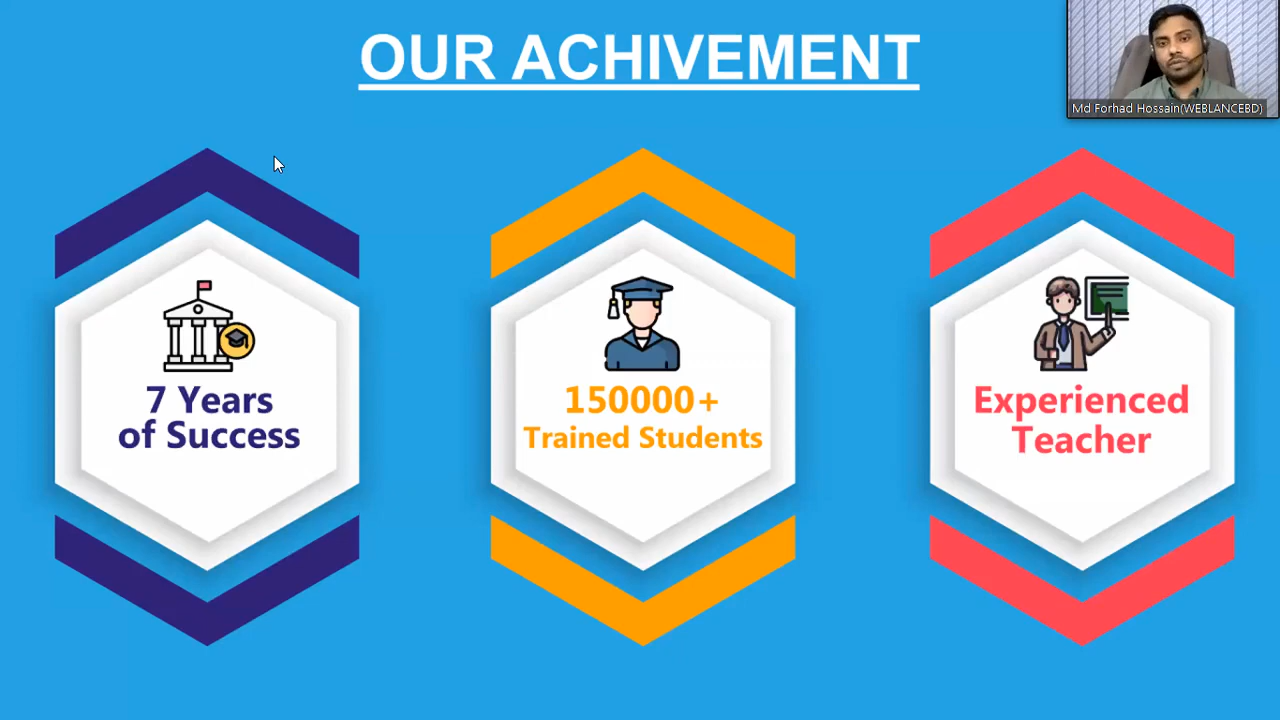 OUR ACHIVEMENT
Md Forhad Hossain(WEBLANCEBD)
7 Years
of Success
150000+
Trained Students
Experienced
Teacher